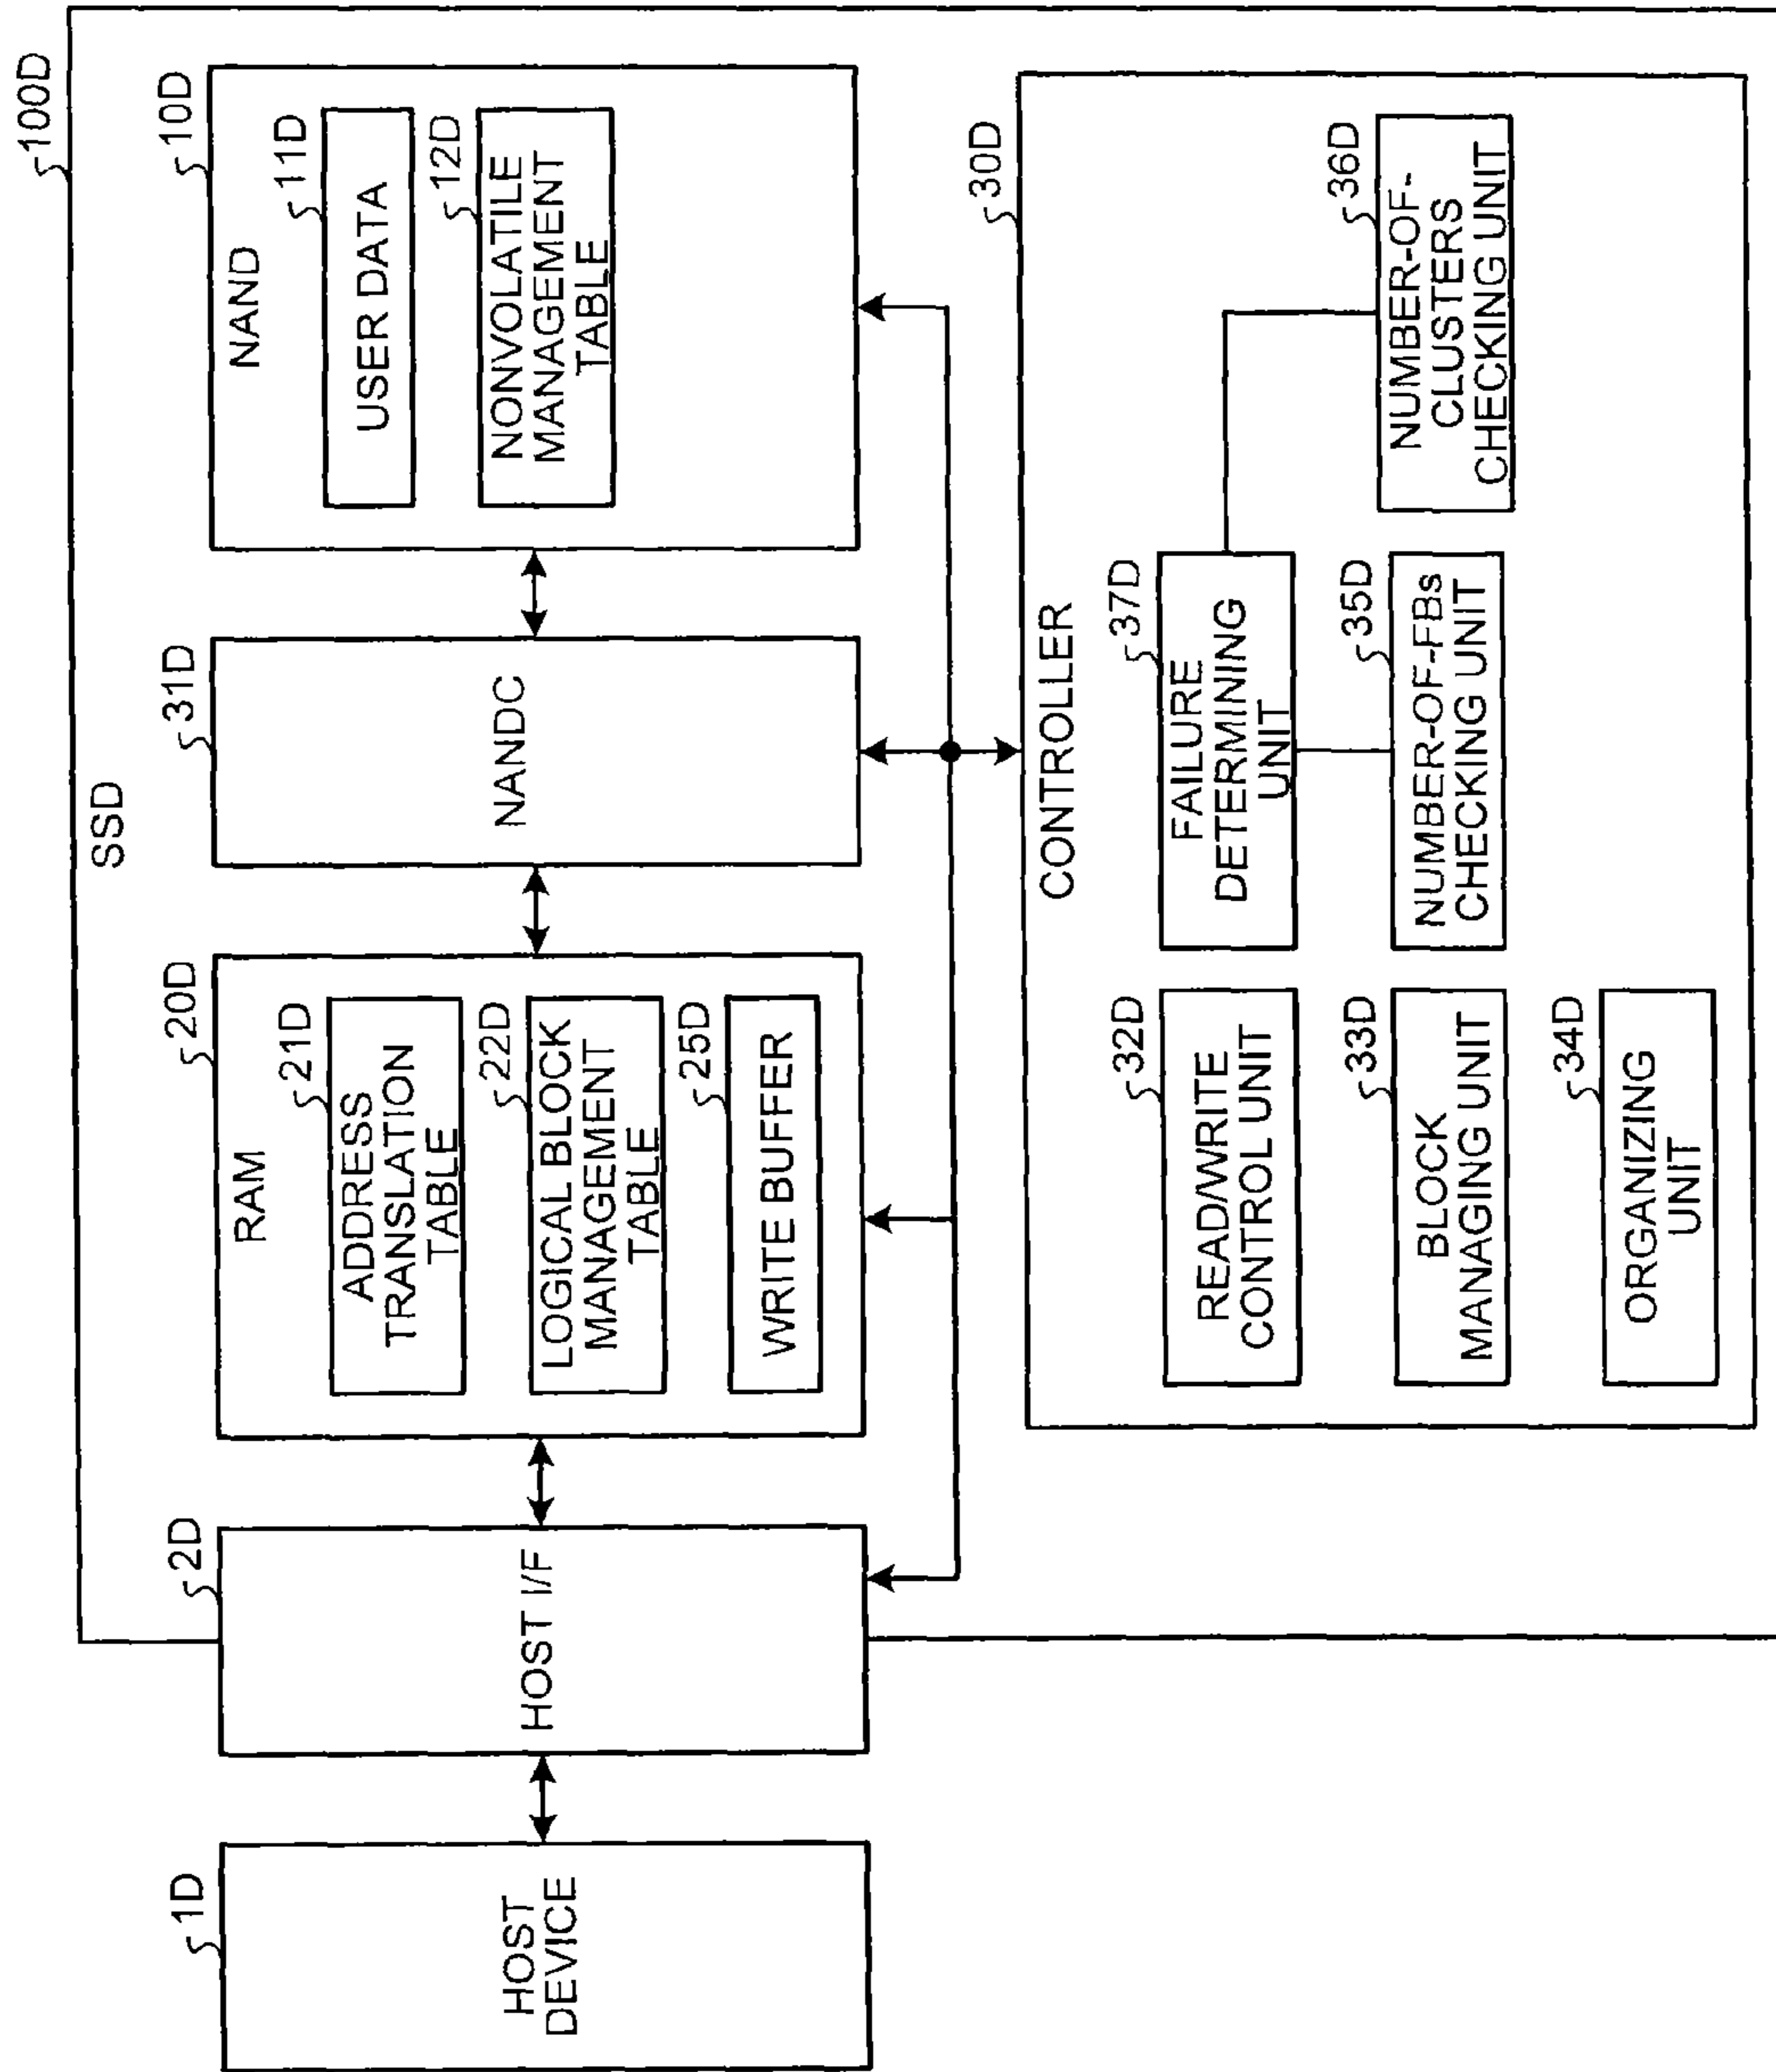 100D
SSD
1D
HOST
DEVICE
2D
HOST I/F
20D
RAM
21D
ADDRESS
TRANSLATION
TABLE
22D
LOGICAL BLOCK
MANAGEMENT
TABLE
25D
WRITE BUFFER
31D
NANDC
10D
NAND
11D
USER DATA
12D
NONVOLATILE
MANAGEMENT
TABLE
30D
CONTROLLER
32D
READ/WRITE
CONTROL UNIT
33D
BLOCK
MANAGING UNIT
34D
ORGANIZING
UNIT
37D
FAILURE
DETERMINING
UNIT
35D
NUMBER-OF-FBs
CHECKING UNIT
36D
NUMBER-OF-
CLUSTERS
CHECKING UNIT